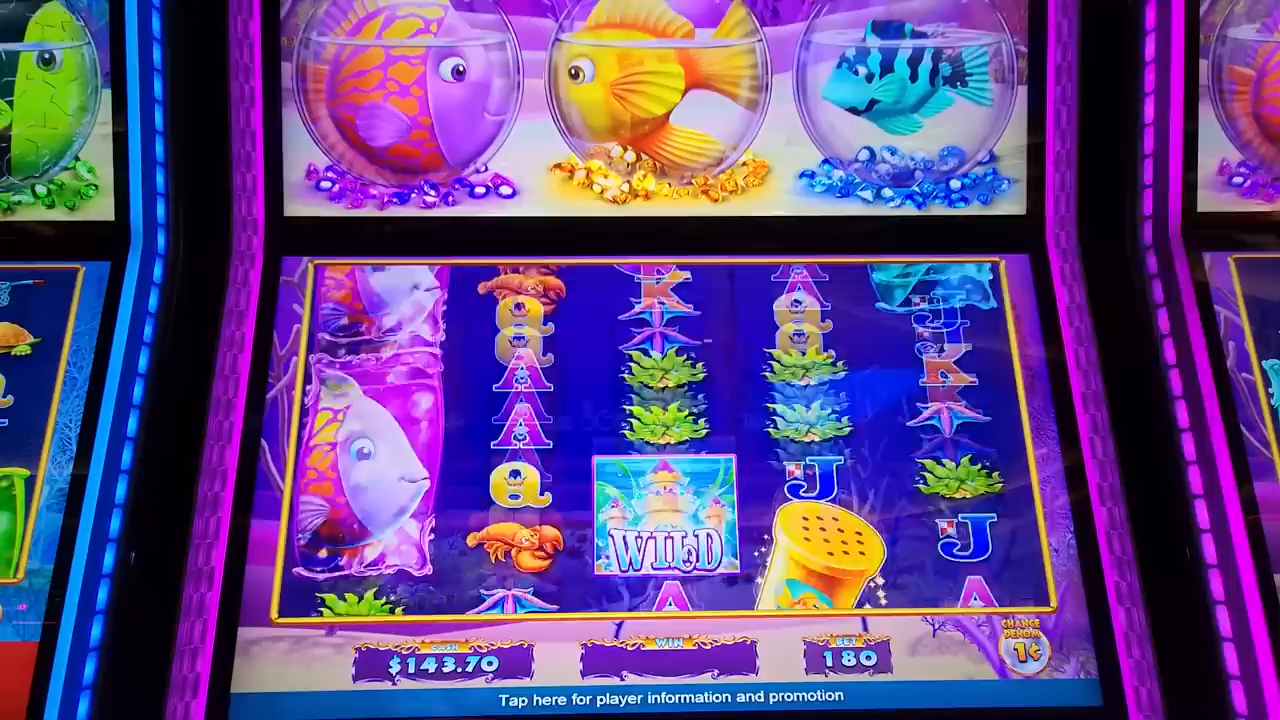 K
A
Q
J
Q
A
K
A
J
Q
J
WILD
A
A
CASH
WIN
BET
CHANGE
DENOM
$143.70
180
1¢
Tap here for player information and promotion